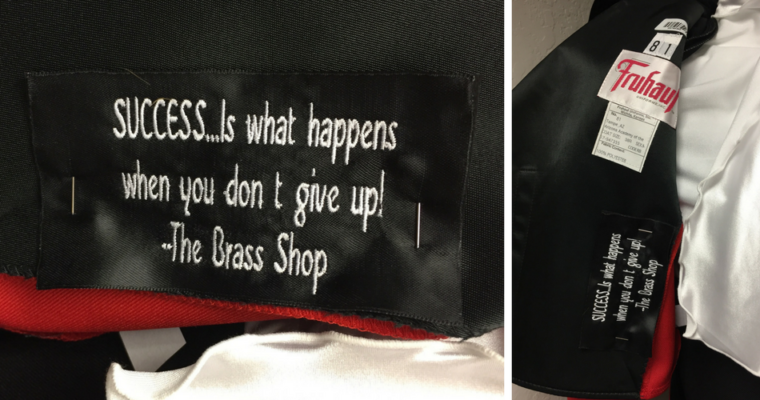 SUCCESS...Is what happens
when you don t give up!
--The Brass Shop
81
Fruhauf
SUCCESS...Is what happens
when you don t give up!
--The Brass Shop